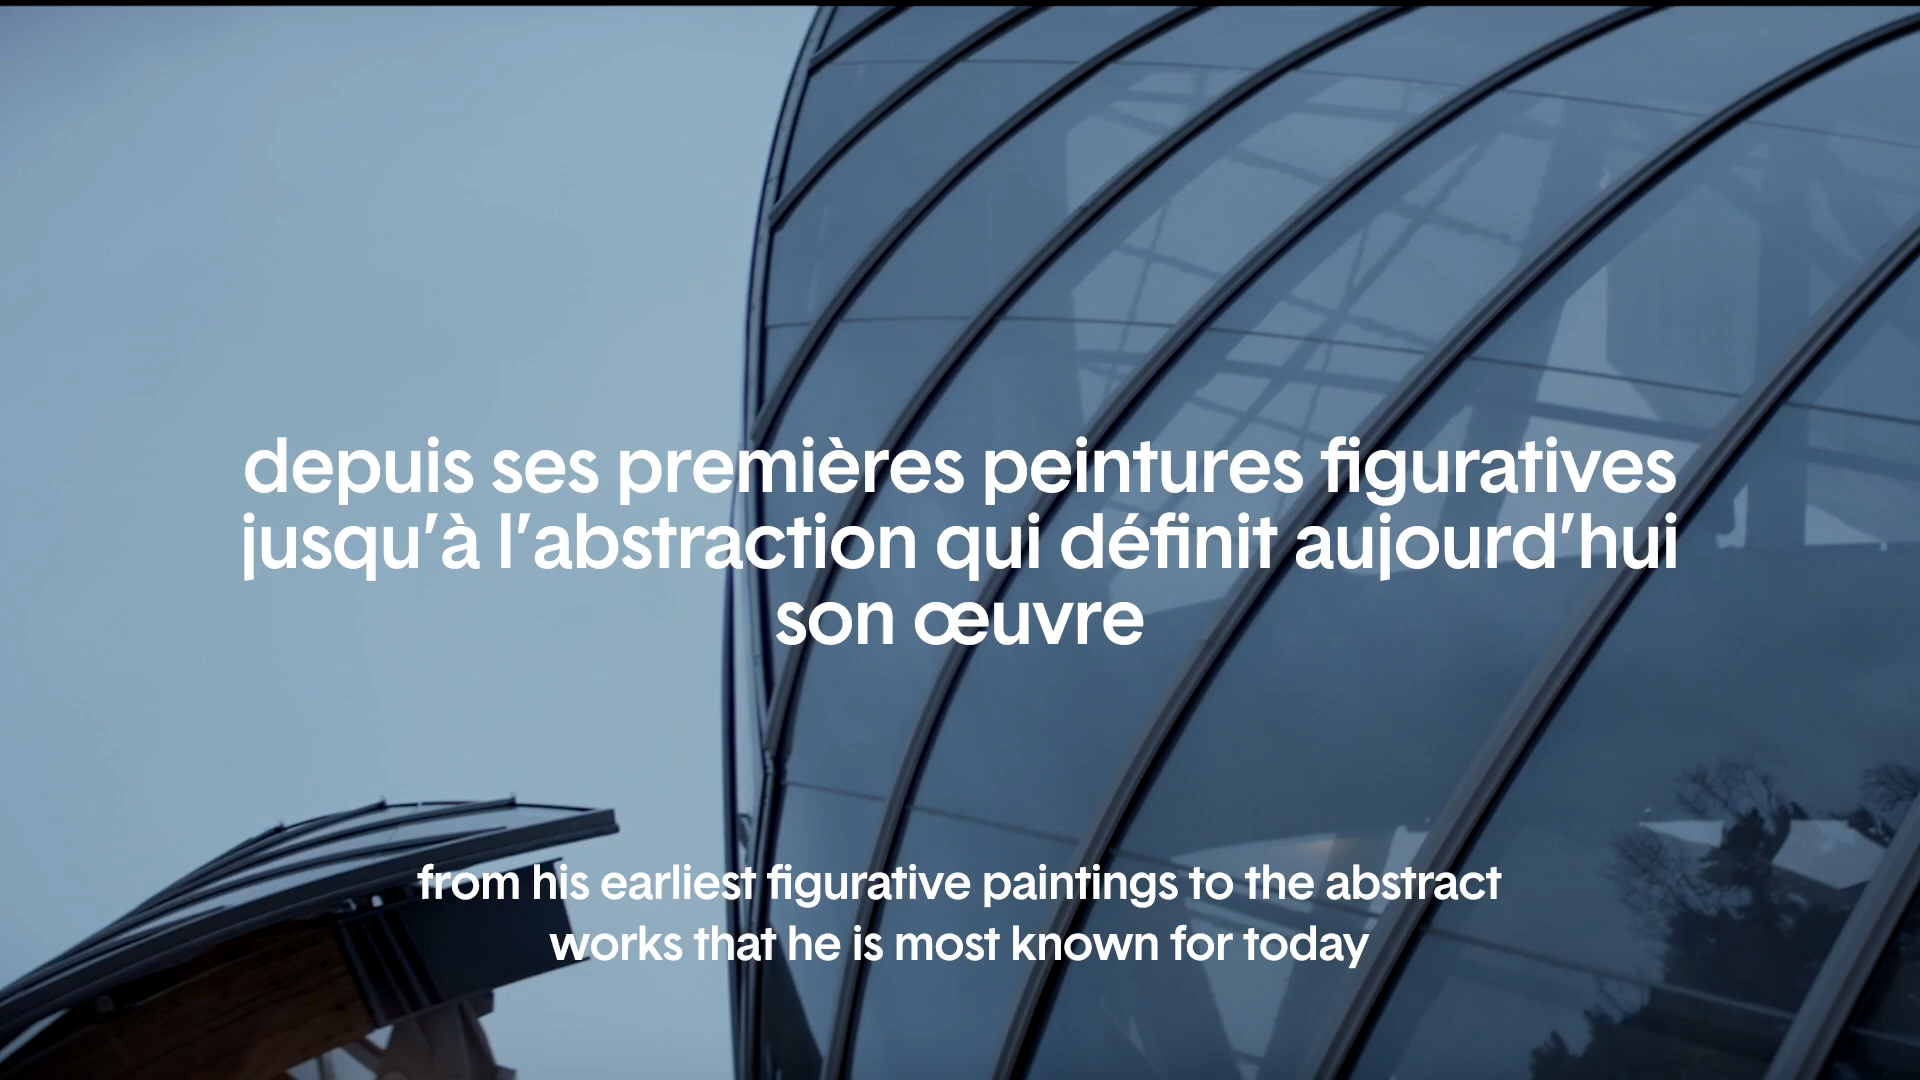 depuis ses premières peintures figuratives
jusqu’à l’abstraction qui définit aujourd’hui
son œuvre
from his earliest figurative paintings to the abstract
works that he is most known for today